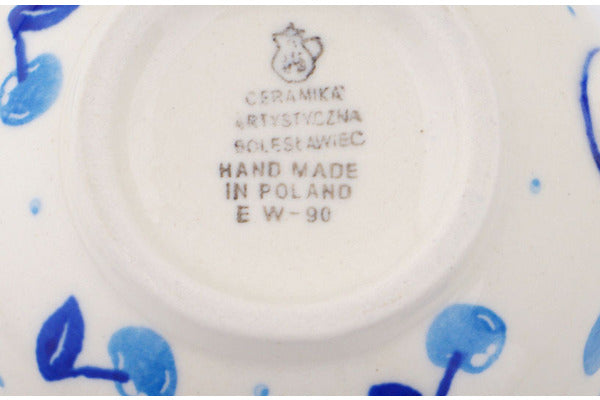 CERAMIKA
ARTYSTYCZNA
BOLESŁAWIEC
HAND MADE
IN POLAND
E W-90